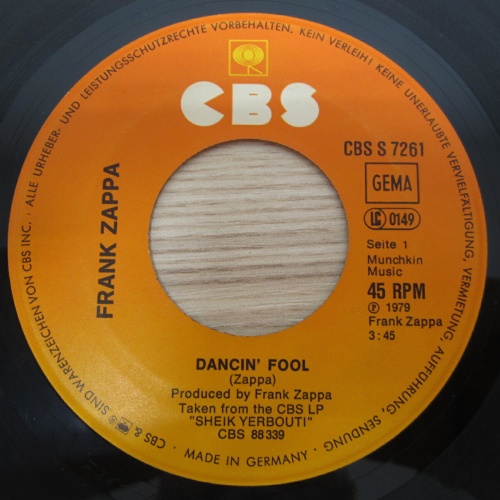 ALLE URHEBER- UND LEISTUNGSSCHUTZRECHTE VORBEHALTEN. KEIN VERLEIH! KEINE UNERLAUBTE VERVIELFÄLTIGUNG, VERMIETUNG, AUFFÜHRUNG, SENDUNG.
CBS
CBS S 7261
GEMA
LC 0149
FRANK ZAPPA
Seite 1
Munchkin
Music
45 RPM
℗ 1979
Frank Zappa
3:45
DANCIN' FOOL
(Zappa)
Produced by Frank Zappa
Taken from the CBS LP
"SHEIK YERBOUTI"
CBS 88339
CBS & SIND WARENZEICHEN VON CBS INC. ·
· MADE IN GERMANY ·